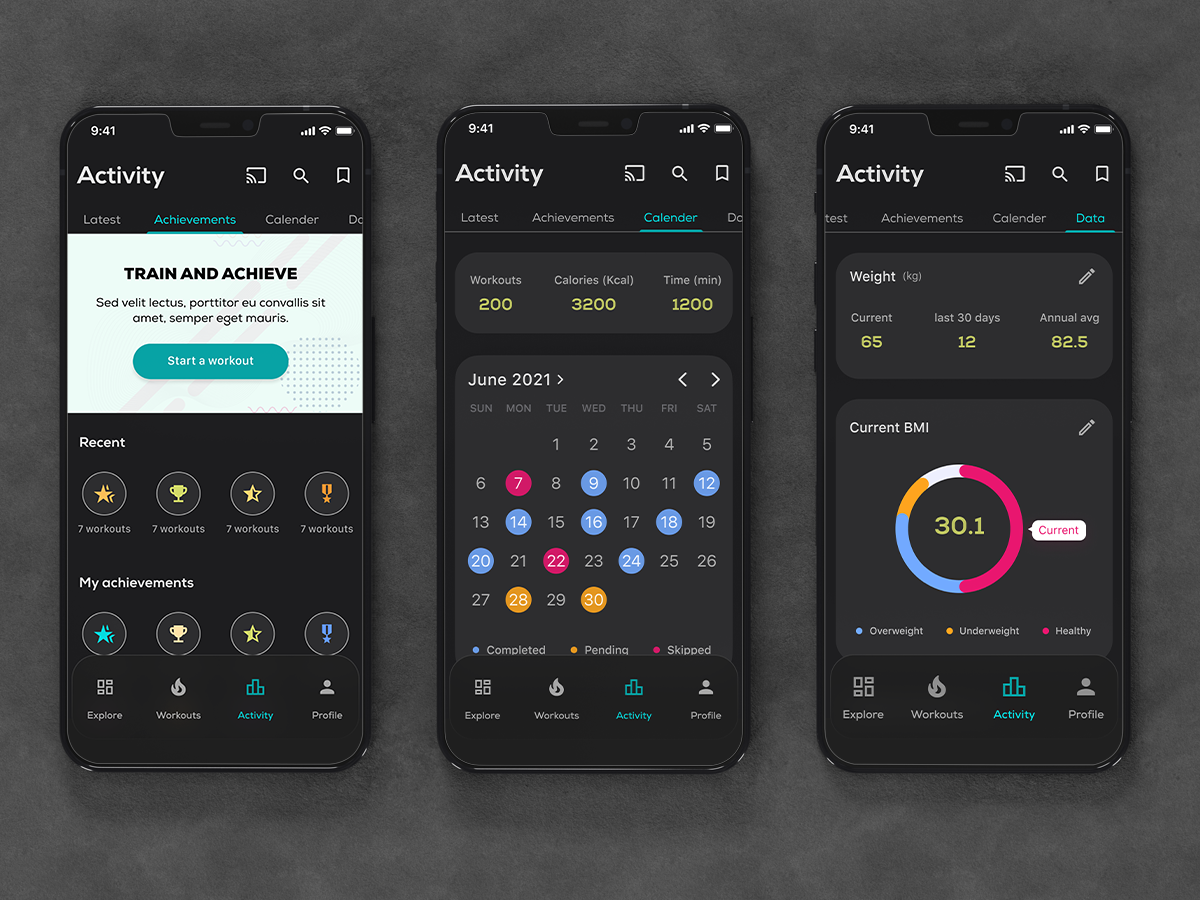 9:41
Activity
Latest Achievements Calender Da
TRAIN AND ACHIEVE
Sed velit lectus, porttitor eu convallis sit
amet, semper eget mauris.
Start a workout
Recent
7 workouts 7 workouts 7 workouts 7 workouts
My achievements
Explore Workouts Activity Profile
9:41
Activity
Latest Achievements Calender Da
Workouts Calories (Kcal) Time (min)
200 3200 1200
June 2021
SUN MON TUE WED THU FRI SAT
1 2 3 4 5
6 7 8 9 10 11 12
13 14 15 16 17 18 19
20 21 22 23 24 25 26
27 28 29 30
Completed Pending Skipped
Explore Workouts Activity Profile
9:41
Activity
test Achievements Calender Data
Weight (kg)
Current last 30 days Annual avg
65 12 82.5
Current BMI
30.1
Current
Overweight Underweight Healthy
Explore Workouts Activity Profile